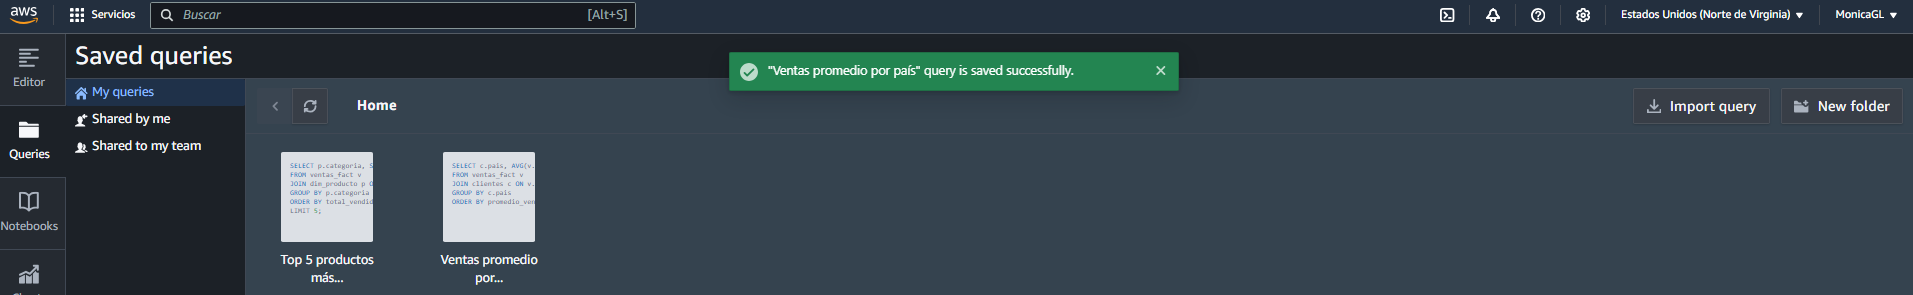 aws
Servicios
Buscar
[Alt+S]
Estados Unidos (Norte de Virginia)
MonicaGL
Editor
Queries
Notebooks
Saved queries
"Ventas promedio por país" query is saved successfully.
My queries
Shared by me
Shared to my team
Home
Import query
New folder
SELECT p.categoria, S
FROM ventas_fact v
JOIN dim_producto p O
GROUP BY p.categoria
ORDER BY total_vendid
LIMIT 5;
Top 5 productos
más...
SELECT c.pais, AVG(v.
FROM ventas_fact v
JOIN clientes c ON v.
GROUP BY c.pais
ORDER BY promedio_ven
Ventas promedio
por...